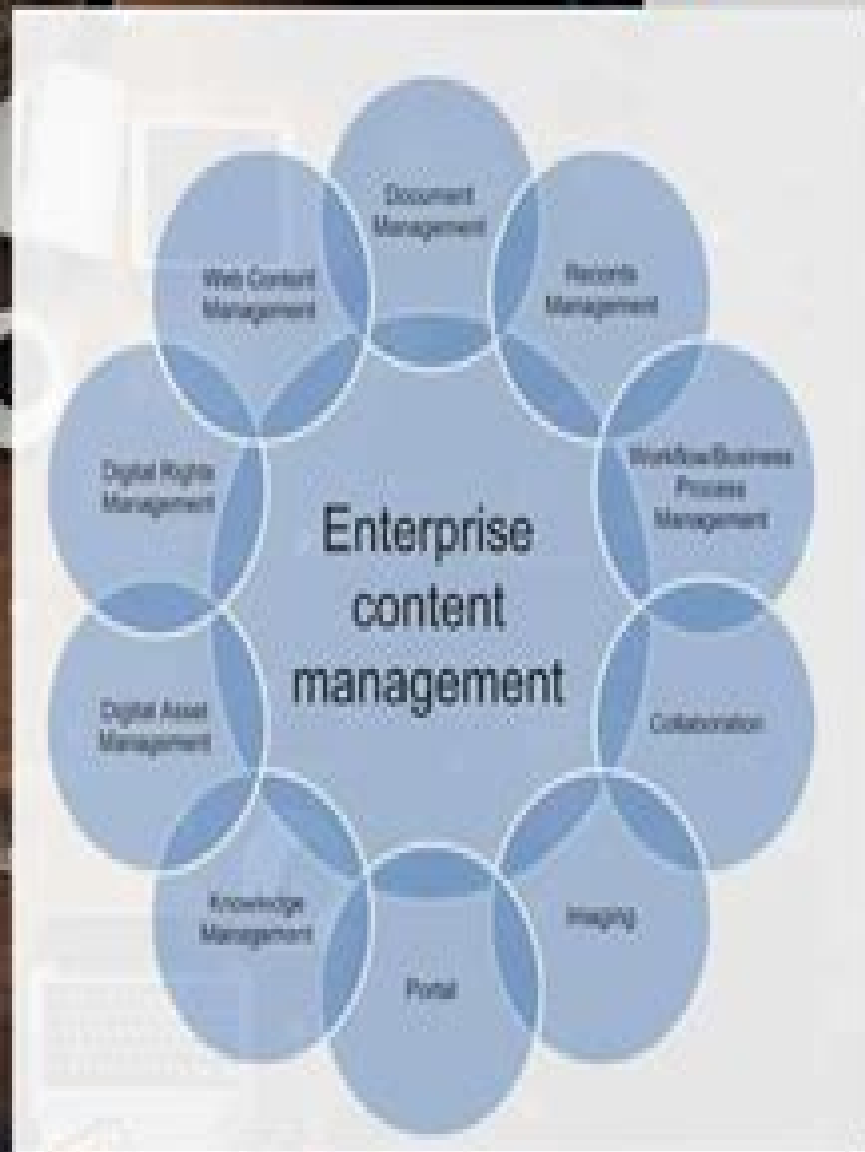 Document
Management
Records
Management
Workflow/Business
Process
Management
Collaboration
Imaging
Portal
Knowledge
Management
Digital Asset
Management
Digital Rights
Management
Web Content
Management
Enterprise
content
management